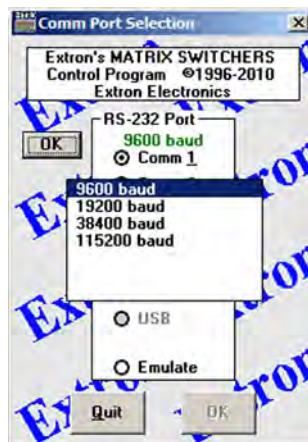 Comm Port Selection
Extron's MATRIX SWITCHERS
Control Program ©1996-2010
Extron Electronics
RS-232 Port
9600 baud
OK
Comm 1
9600 baud
19200 baud
38400 baud
115200 baud
USB
Emulate
Quit
OK
Extron